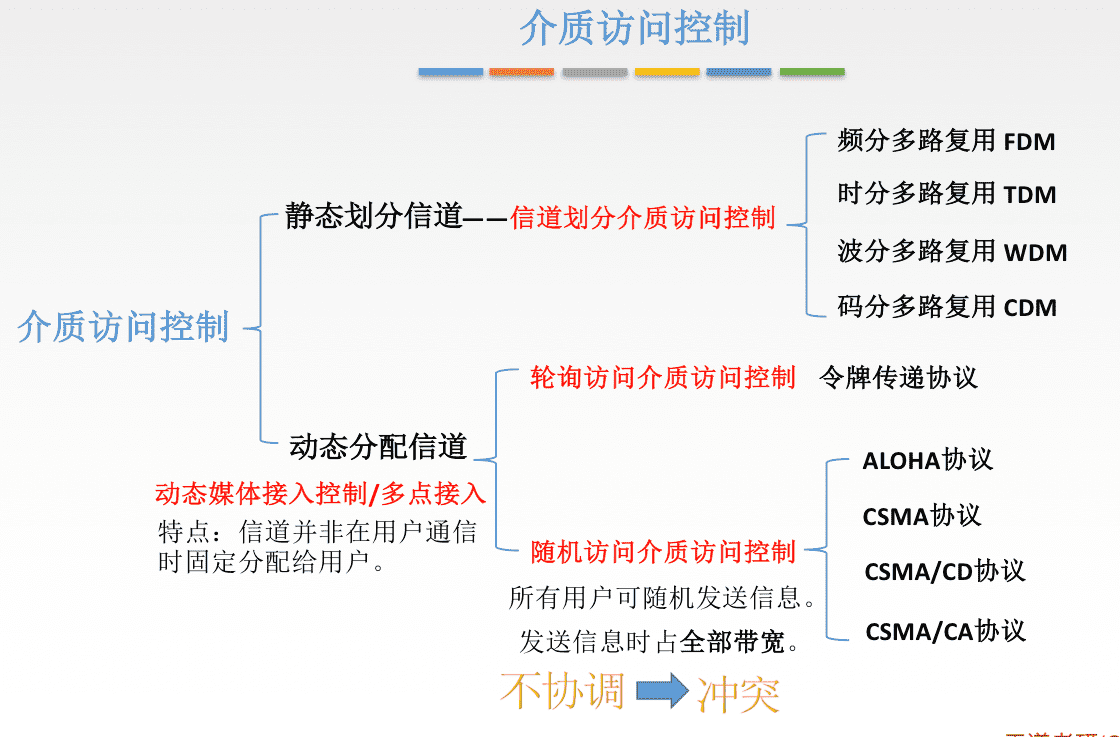 介质访问控制
频分多路复用 FDM
静态划分信道——信道划分介质访问控制
时分多路复用 TDM
波分多路复用 WDM
码分多路复用 CDM
介质访问控制
轮询访问介质访问控制 令牌传递协议
动态分配信道
动态媒体接入控制/多点接入
特点：信道并非在用户通信
时固定分配给用户。
随机访问介质访问控制
所有用户可随机发送信息。
发送信息时占全部带宽。
ALOHA协议
CSMA协议
CSMA/CD协议
CSMA/CA协议
不协调 冲突